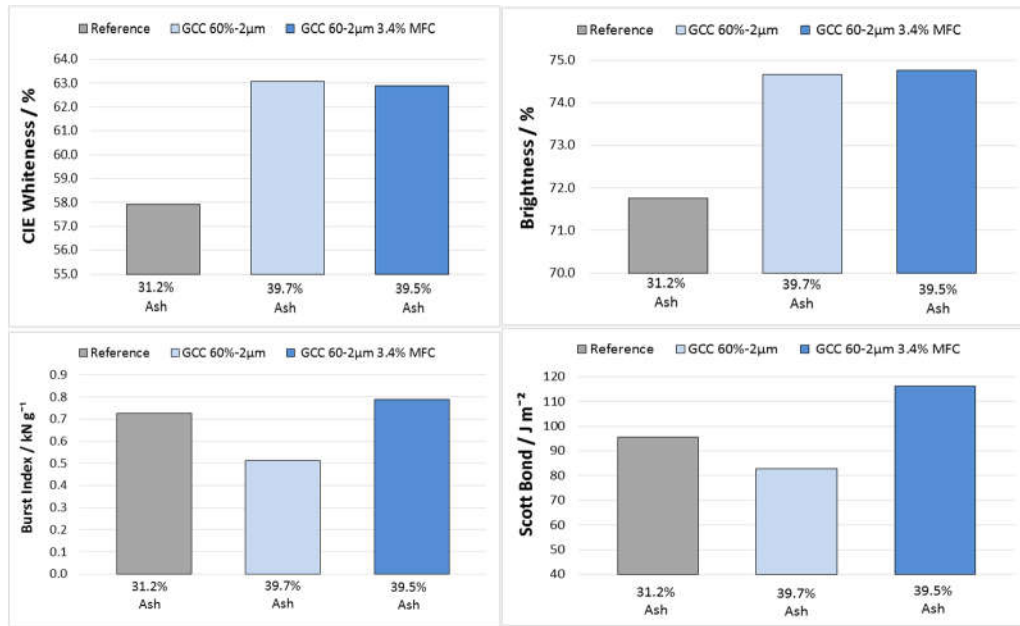 Reference GCC 60%-2µm GCC 60-2µm 3.4% MFC
CIE Whiteness / %
64.0
63.0
62.0
61.0
60.0
59.0
58.0
57.0
56.0
55.0
31.2%
Ash
39.7%
Ash
39.5%
Ash
Reference GCC 60%-2µm GCC 60-2µm 3.4% MFC
Brightness / %
75.0
74.0
73.0
72.0
71.0
70.0
31.2%
Ash
39.7%
Ash
39.5%
Ash
Reference GCC 60%-2µm GCC 60-2µm 3.4% MFC
Burst Index / kN g⁻¹
0.9
0.8
0.7
0.6
0.5
0.4
0.3
0.2
0.1
0.0
31.2%
Ash
39.7%
Ash
39.5%
Ash
Reference GCC 60%-2µm GCC 60-2µm 3.4% MFC
Scott Bond / J m⁻²
120
110
100
90
80
70
60
50
40
31.2%
Ash
39.7%
Ash
39.5%
Ash